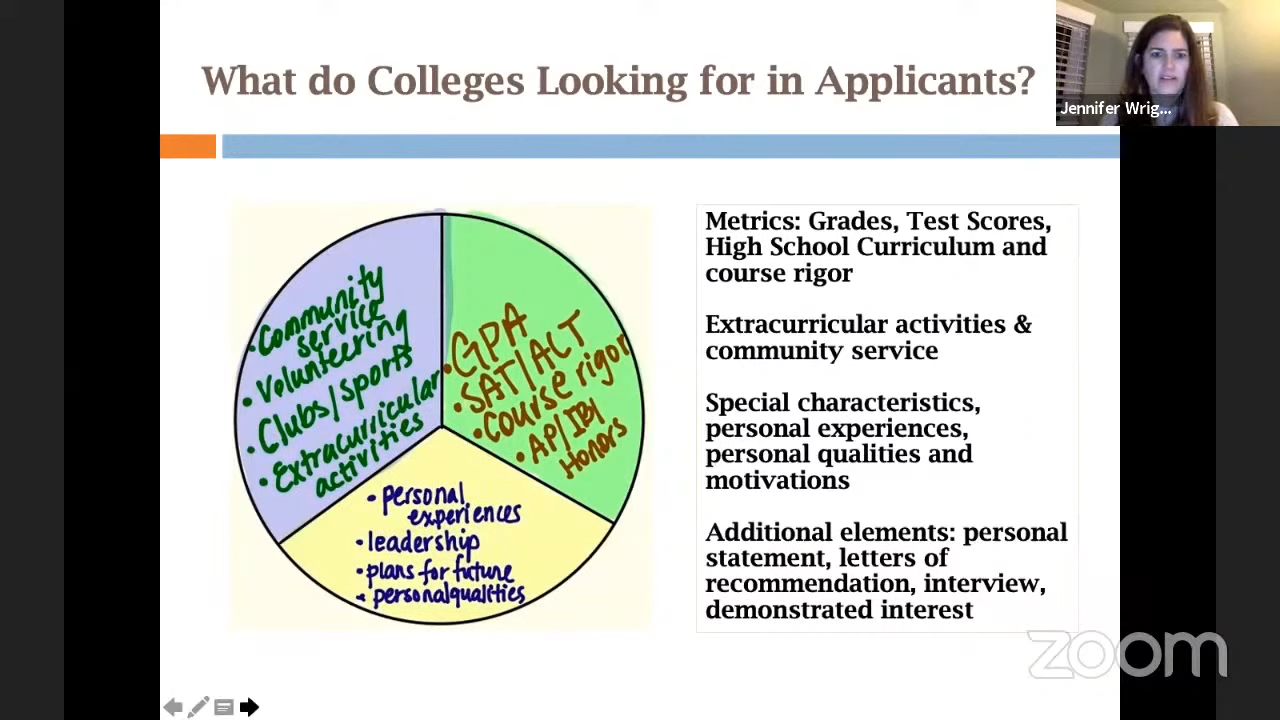 What do Colleges Looking for in Applicants?
Jennifer Wrig...
• Community
service
• Volunteering
• Clubs/sports
• Extracurricular
activities
• GPA
• SAT/ACT
• Course rigor
• AP/IB/
Honors
• personal
experiences
• leadership
• plans for future
• personal qualities
Metrics: Grades, Test Scores,
High School Curriculum and
course rigor
Extracurricular activities &
community service
Special characteristics,
personal experiences,
personal qualities and
motivations
Additional elements: personal
statement, letters of
recommendation, interview,
demonstrated interest
zoom